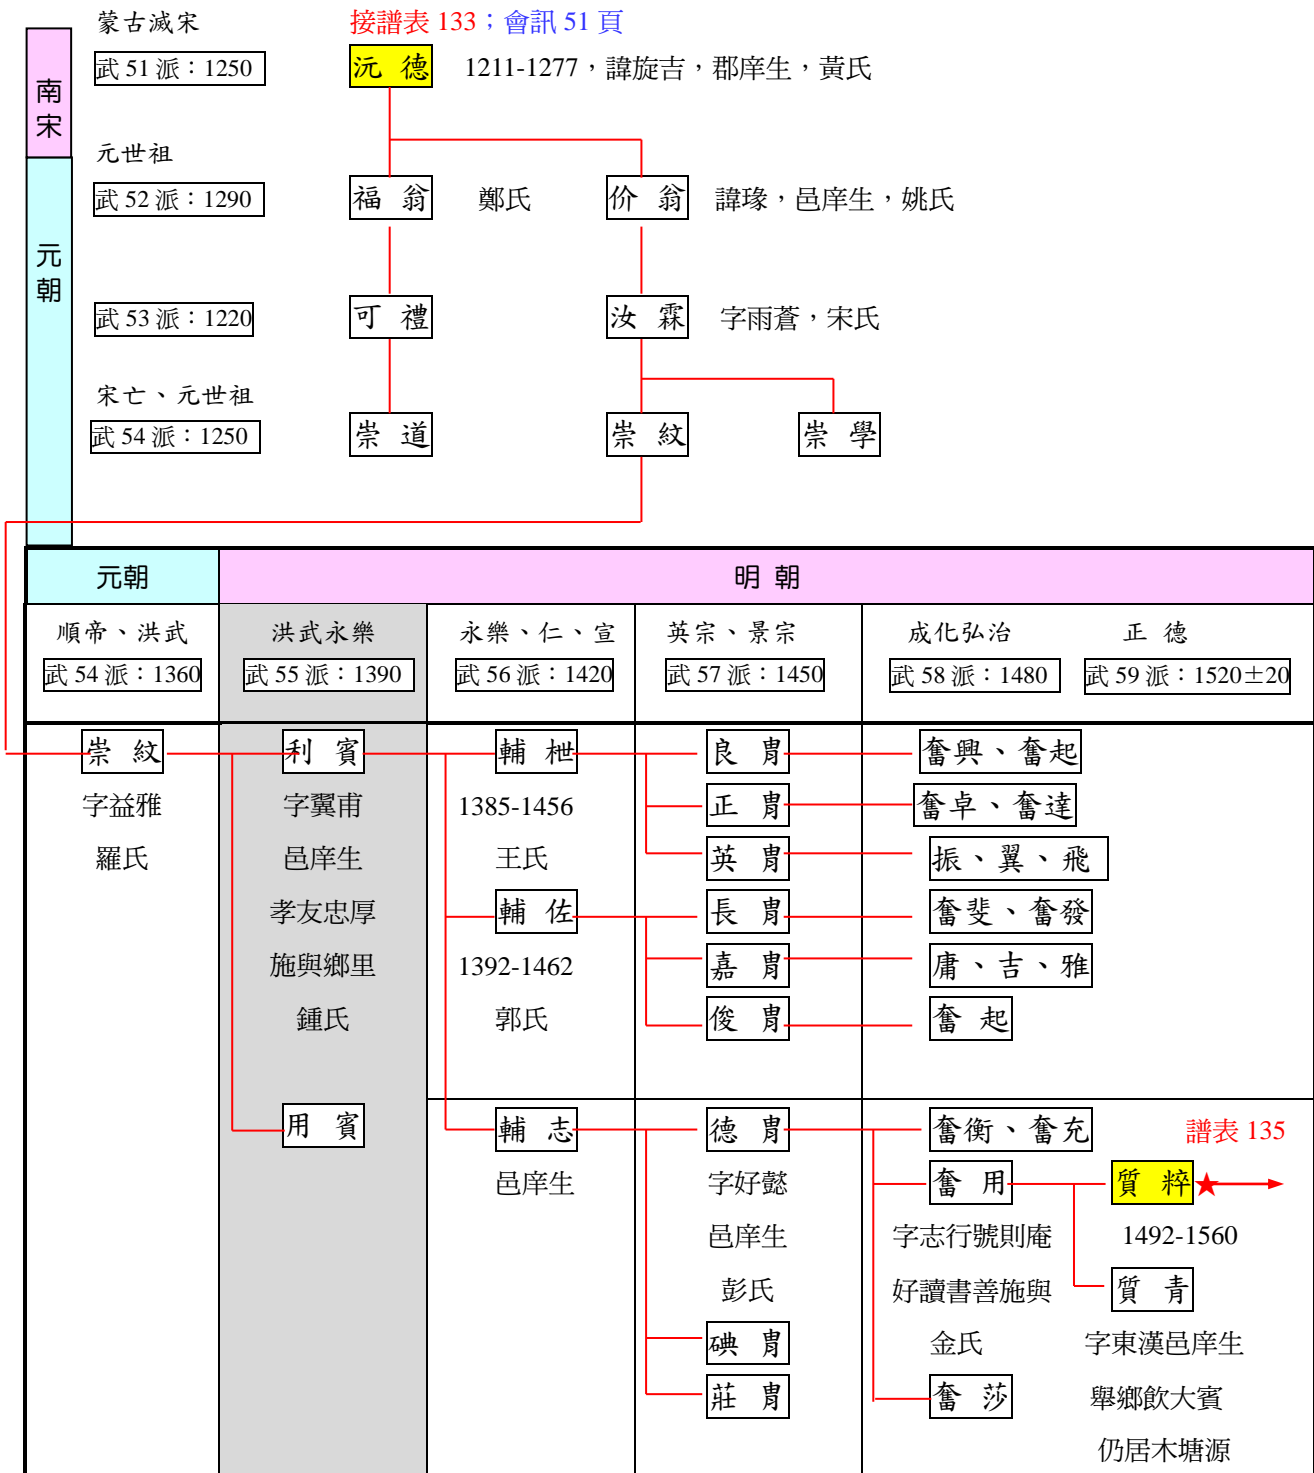 蒙古滅宋 接譜表 133；會訊 51 頁
南宋
武 51 派：1250 沅 德 1211-1277，諱旋吉，郡庠生，黃氏
元世祖
元朝
武 52 派：1290 福 翁 鄭氏 价 翁 諱瑑，邑庠生，姚氏
武 53 派：1220 可 禮 汝 霖 字雨蒼，宋氏
宋亡、元世祖
武 54 派：1250 崇 道 崇 紋 崇 學
元朝 明 朝
順帝、洪武 洪武永樂 永樂、仁、宣 英宗、景宗 成化弘治 正 德
武 54 派：1360 武 55 派：1390 武 56 派：1420 武 57 派：1450 武 58 派：1480 武 59 派：1520±20
崇 紋 利 賓 輔 枻 良 胄 奮興、奮起
字益雅 字翼甫 1385-1456 正 胄 奮卓、奮達
羅氏 邑庠生 王氏 英 胄 振、翼、飛
孝友忠厚 輔 佐 長 胄 奮斐、奮發
施與鄉里 1392-1462 嘉 胄 庸、吉、雅
鍾氏 郭氏 俊 胄 奮 起
用 賓 輔 志 德 胄 奮衡、奮充 譜表 135
邑庠生 字好懿 奮 用 質 粹★
邑庠生 字志行號則庵 1492-1560
彭氏 好讀書善施與 質 青
碘 胄 金氏 字東漢邑庠生
莊 胄 奮 莎 舉鄉飲大賓
仍居木塘源